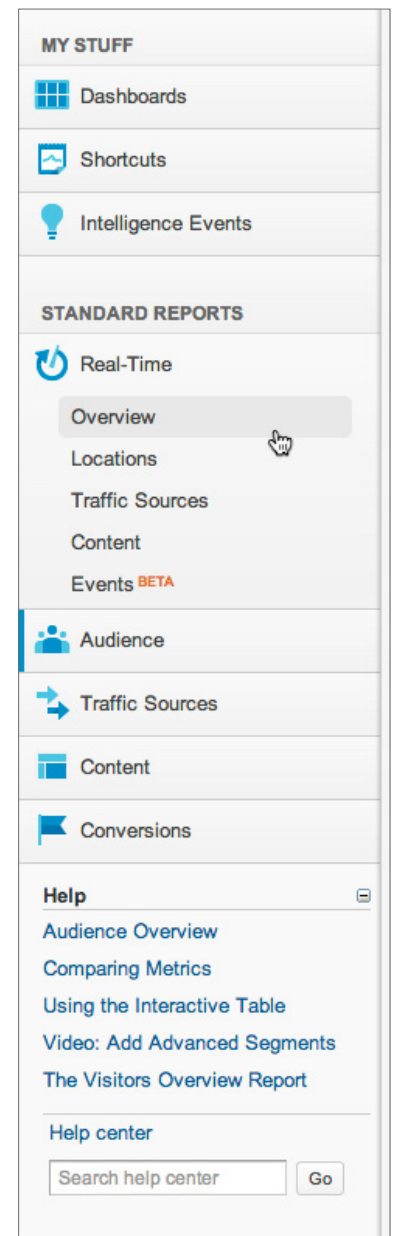 MY STUFF
Dashboards
Shortcuts
Intelligence Events
STANDARD REPORTS
Real-Time
Overview
Locations
Traffic Sources
Content
Events BETA
Audience
Traffic Sources
Content
Conversions
Help
Audience Overview
Comparing Metrics
Using the Interactive Table
Video: Add Advanced Segments
The Visitors Overview Report
Help center
Search help center Go